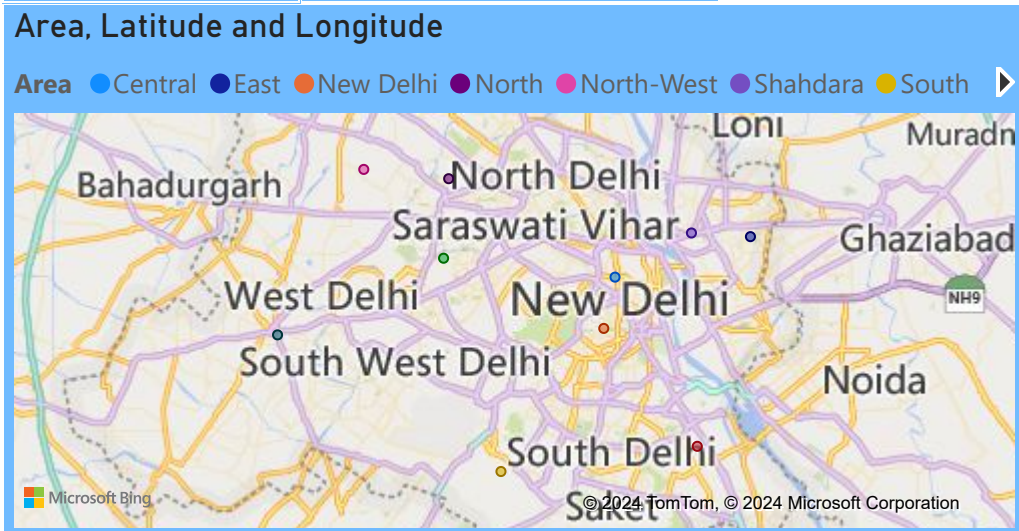 Area, Latitude and Longitude
Area Central East New Delhi North North-West Shahdara South
Loni
Muradn
Bahadurgarh
North Delhi
Saraswati Vihar
Ghaziabad
West Delhi
New Delhi
NH9
South West Delhi
Noida
South Delhi
Microsoft Bing
Saket
© 2024 TomTom, © 2024 Microsoft Corporation